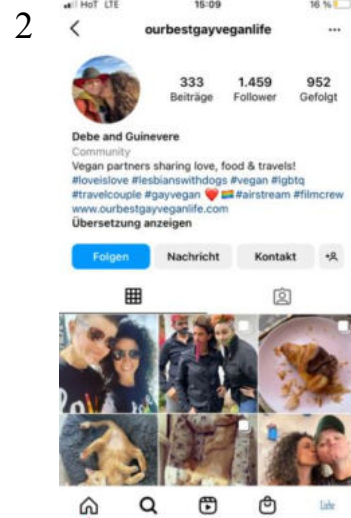 2
HoT LTE 15:09 16 %
ourbestgayveganlife
333 1.459 952
Beiträge Follower Gefolgt
Debe and Guinevere
Community
Vegan partners sharing love, food & travels!
#loveislove #lesbianswithdogs #vegan #lgbtq
#travelcouple #gayvegan ❤️ 🏳️‍🌈 #airstream #filmcrew
www.ourbestgayveganlife.com
Übersetzung anzeigen
Folgen Nachricht Kontakt